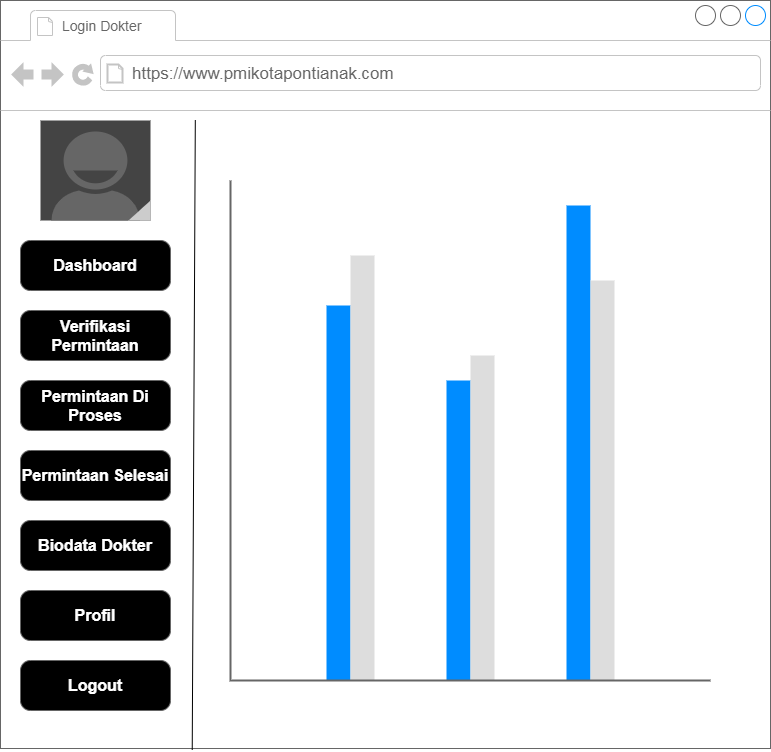 Login Dokter
https://www.pmikotapontianak.com
Dashboard
Verifikasi
Permintaan
Permintaan Di
Proses
Permintaan Selesai
Biodata Dokter
Profil
Logout